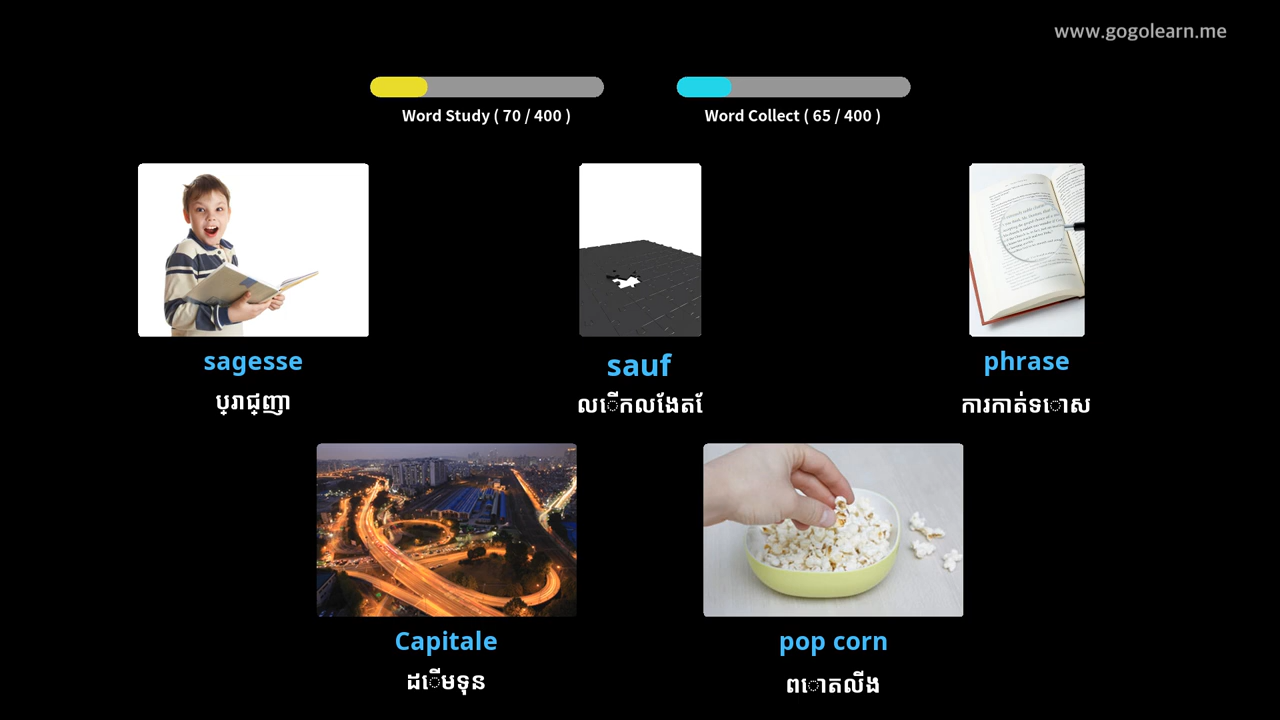 www.gogolearn.me
Word Study ( 70 / 400 )
Word Collect ( 65 / 400 )
sagesse
ប្រាជ្ញា
sauf
លើកលែងតែ
phrase
ការកាត់ទោស
Capitale
ដើមទុន
pop corn
ពោតលីង